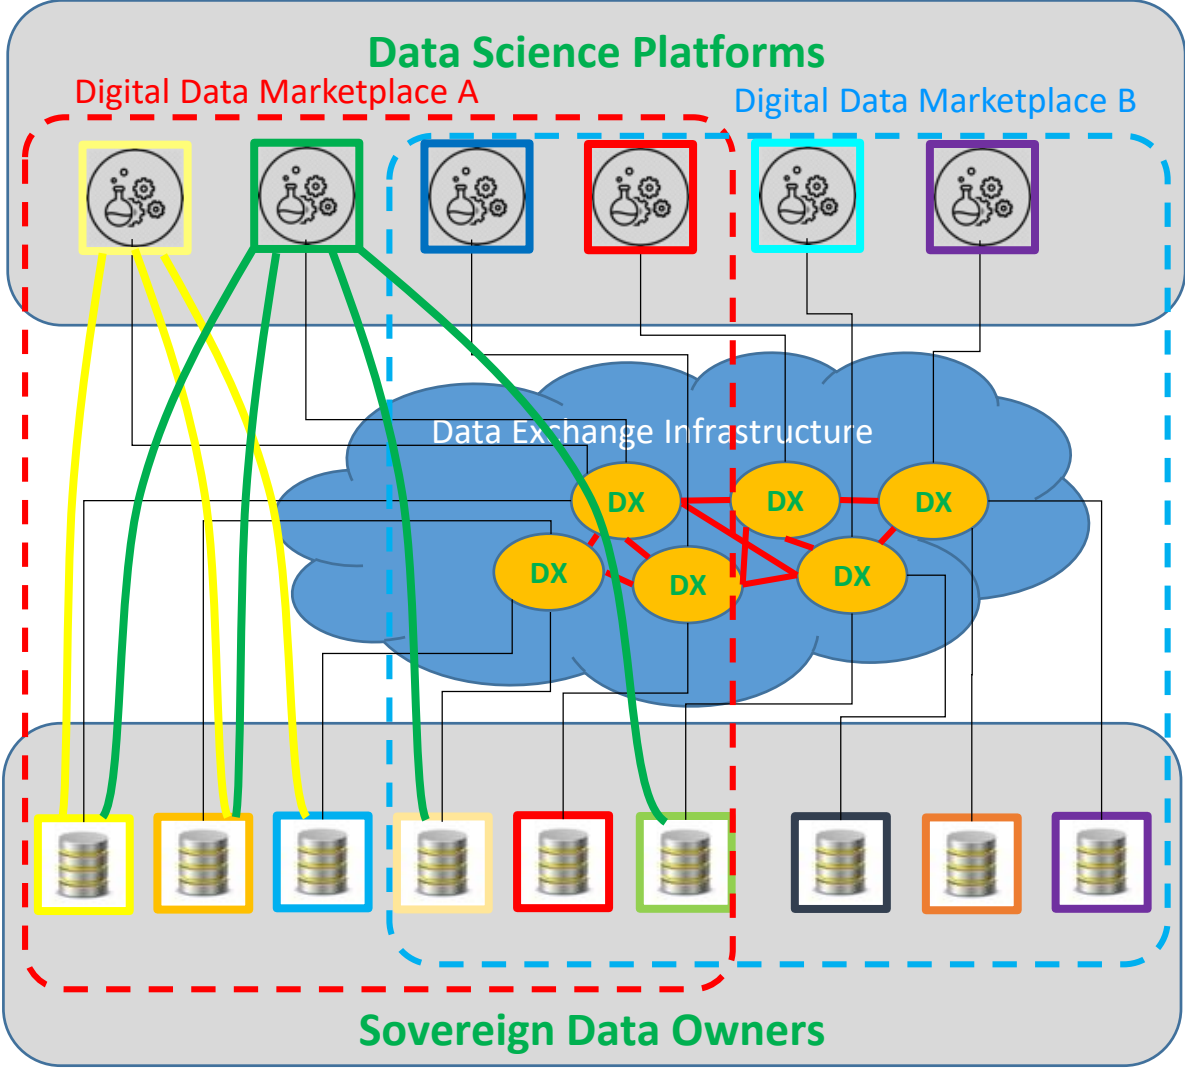 Data Science Platforms
Digital Data Marketplace A
Digital Data Marketplace B
Data Exchange Infrastructure
DX
DX
DX
DX
DX
DX
Sovereign Data Owners